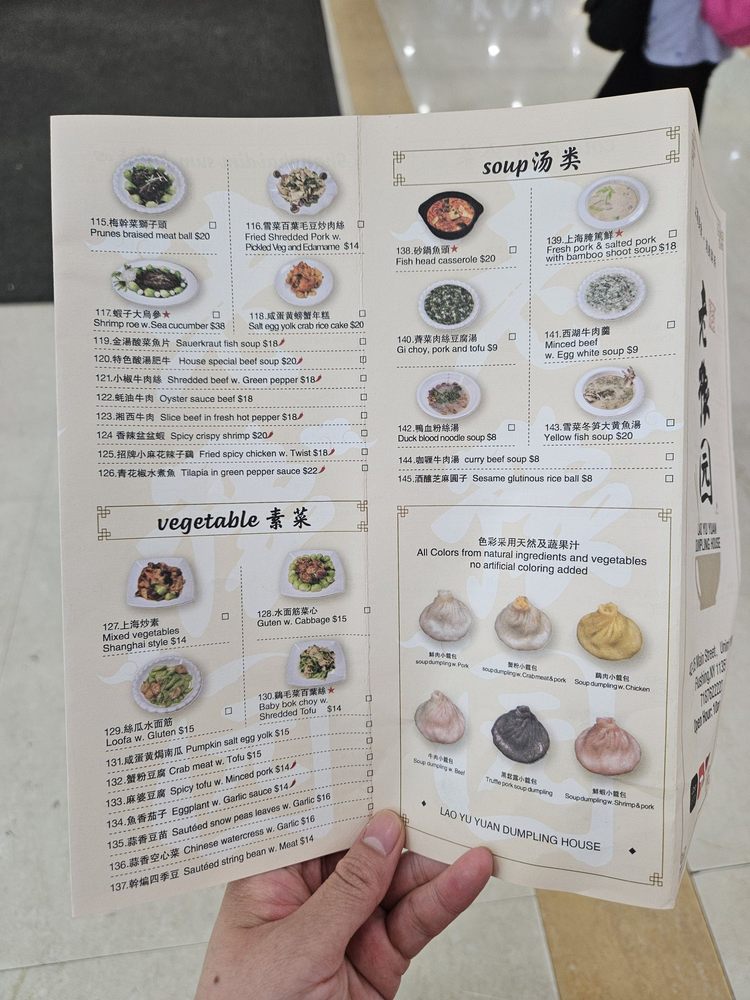 115.梅幹菜獅子頭
Prunes braised meat ball $20
116.雪菜百葉毛豆炒肉絲
Fried Shredded Pork w.
Pickled Veg and Edamame $14
117.蝦子大烏參★
Shrimp roe w. Sea cucumber $38
118.咸蛋黄螃蟹年糕
Salt egg yolk crab rice cake $20
119.金湯酸菜魚片 Sauerkraut fish soup $18
120.特色酸湯肥牛 House special beef soup $20
121.小椒牛肉絲 Shredded beef w. Green pepper $18
122.蚝油牛肉 Oyster sauce beef $18
123.湘西牛肉 Slice beef in fresh hot pepper $18
124 香辣盆盆蝦 Spicy crispy shrimp $20
125.招牌小麻花辣子鷄 Fried spicy chicken w. Twist $18
126.青花椒水煮魚 Tilapia in green pepper sauce $22
vegetable 素菜
127.上海炒素
Mixed vegetables
Shanghai style $14
128.水面筋菜心
Guten w. Cabbage $15
129.絲瓜水面筋
Loofa w. Gluten $15
130.鷄毛菜百葉絲★
Baby bok choy w.
Shredded Tofu $14
131.咸蛋黄焗南瓜 Pumpkin salt egg yolk $15
132.蟹粉豆腐 Crab meat w. Tofu $15
133.麻婆豆腐 Spicy tofu w. Minced pork $14
134.魚香茄子 Eggplant w. Garlic sauce $14
135.蒜香豆苗 Sautéed snow peas leaves w. Garlic $16
136.蒜香空心菜 Chinese watercress w. Garlic $16
137.幹煸四季豆 Sautéed string bean w. Meat $14
soup 汤类
138.砂鍋魚頭★
Fish head casserole $20
139.上海腌篤鮮★
Fresh pork & salted pork
with bamboo shoot soup $18
140.薺菜肉絲豆腐湯
Gi choy, pork and tofu $9
141.西湖牛肉羹
Minced beef
w. Egg white soup $9
142.鴨血粉絲湯
Duck blood noodle soup $8
143.雪菜冬笋大黄魚湯
Yellow fish soup $20
144.咖喱牛肉湯 curry beef soup $8
145.酒釀芝麻圓子 Sesame glutinous rice ball $8
色彩采用天然及蔬果汁
All Colors from natural ingredients and vegetables
no artificial coloring added
鮮肉小籠包
soup dumpling w. Pork
蟹粉小籠包
soup dumpling w. Crabmeat & pork
鷄肉小籠包
Soup dumpling w. Chicken
牛肉小籠包
Soup dumpling w. Beef
黑菘露小籠包
Truffle pork soup dumpling
鮮蝦小籠包
Soup dumpling w. Shrimp & pork
LAO YU YUAN DUMPLING HOUSE
老
园
LAO YU YUAN
DUMPLING HOUSE
Main Street,
Flushing, NY